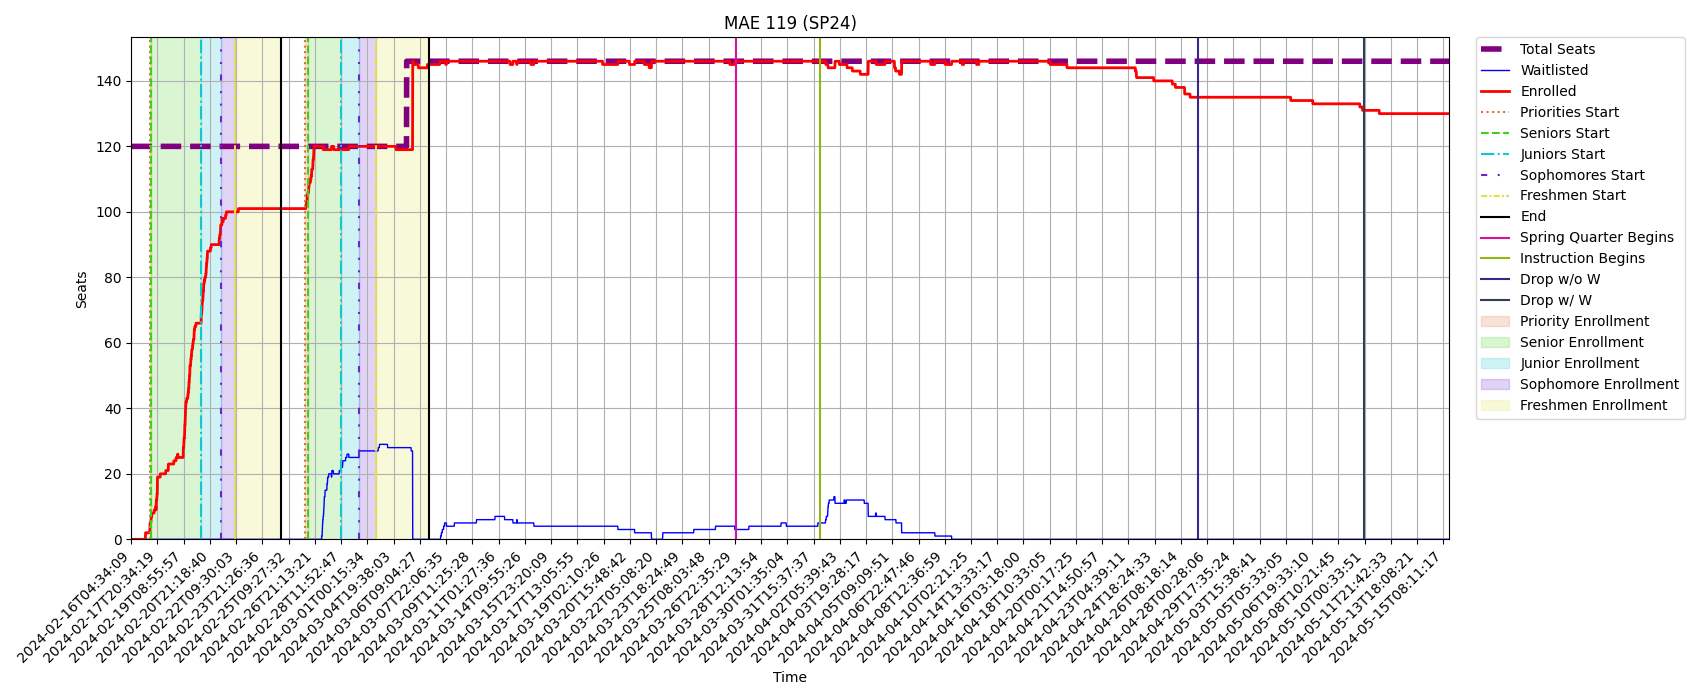 MAE 119 (SP24)
Seats
140
120
100
80
60
40
20
0
2024-02-16T04:34:09
2024-02-17T20:34:19
2024-02-19T08:55:57
2024-02-20T21:18:40
2024-02-22T09:30:03
2024-02-23T21:26:36
2024-02-25T09:27:32
2024-02-26T21:13:21
2024-02-28T11:52:47
2024-03-01T00:15:34
2024-03-04T19:38:03
2024-03-06T09:04:27
2024-03-07T22:06:35
2024-03-09T11:25:28
2024-03-11T01:27:36
2024-03-14T09:55:26
2024-03-15T23:20:09
2024-03-17T13:05:55
2024-03-19T02:10:26
2024-03-20T15:48:42
2024-03-22T05:08:20
2024-03-23T18:24:49
2024-03-25T08:03:48
2024-03-26T22:35:29
2024-03-28T12:13:54
2024-03-30T01:35:04
2024-03-31T15:37:37
2024-04-02T05:39:43
2024-04-03T19:28:17
2024-04-05T09:09:51
2024-04-06T22:47:46
2024-04-08T12:36:59
2024-04-10T02:21:25
2024-04-14T14:33:17
2024-04-16T03:18:00
2024-04-18T10:33:05
2024-04-20T00:17:25
2024-04-21T14:50:57
2024-04-23T04:39:11
2024-04-24T18:24:33
2024-04-26T08:18:14
2024-04-28T00:28:06
2024-04-29T17:35:24
2024-05-03T15:38:41
2024-05-05T05:33:05
2024-05-06T19:33:10
2024-05-08T10:21:45
2024-05-10T00:33:51
2024-05-11T21:42:33
2024-05-13T18:08:21
2024-05-15T08:11:17
Time
Total Seats
Waitlisted
Enrolled
Priorities Start
Seniors Start
Juniors Start
Sophomores Start
Freshmen Start
End
Spring Quarter Begins
Instruction Begins
Drop w/o W
Drop w/ W
Priority Enrollment
Senior Enrollment
Junior Enrollment
Sophomore Enrollment
Freshmen Enrollment